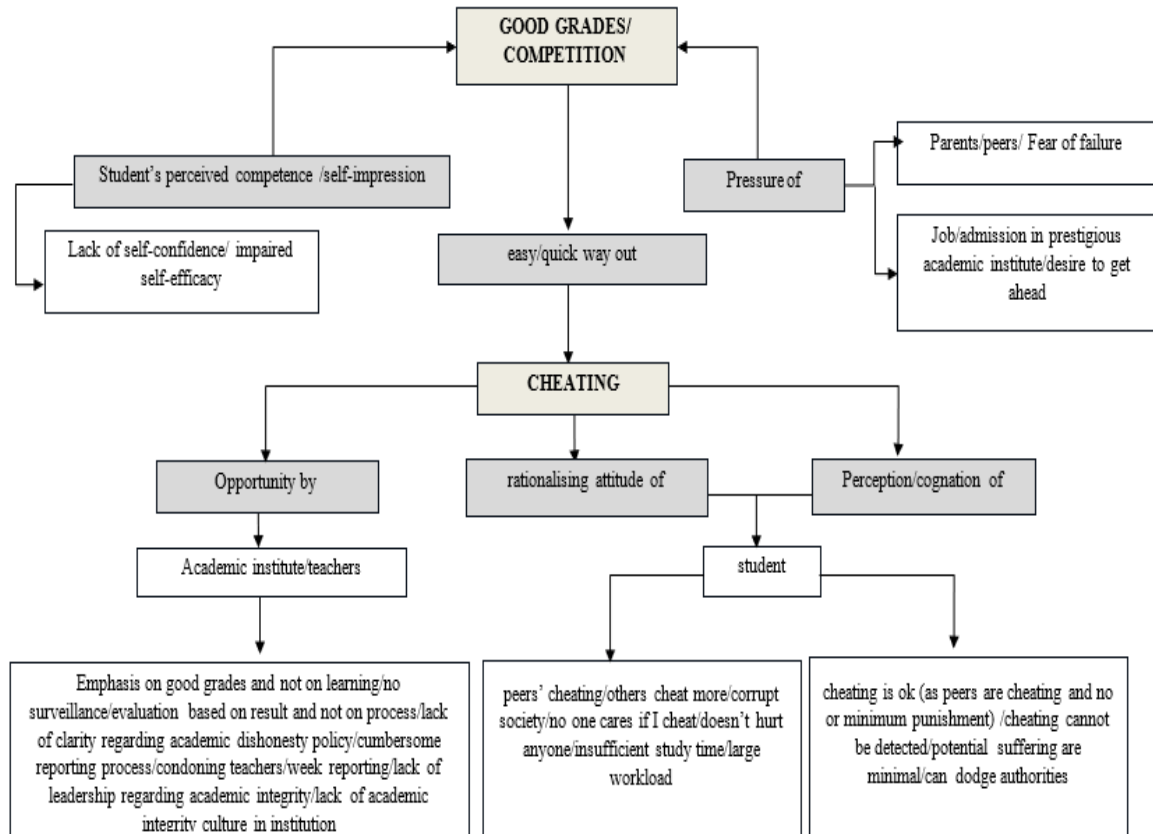 GOOD GRADES/
COMPETITION
Parents/peers/ Fear of failure
Student’s perceived competence /self-impression
Pressure of
Lack of self-confidence/ impaired
self-efficacy
easy/quick way out
Job/admission in prestigious
academic institute/desire to get
ahead
CHEATING
Opportunity by
rationalising attitude of
Perception/cognation of
Academic institute/teachers
student
Emphasis on good grades and not on learning/no
surveillance/evaluation based on result and not on process/lack
of clarity regarding academic dishonesty policy/cumbersome
reporting process/condoning teachers/week reporting/lack of
leadership regarding academic integrity/lack of academic
integrity culture in institution
peers’ cheating/others cheat more/corrupt
society/no one cares if I cheat/doesn’t hurt
anyone/insufficient study time/large
workload
cheating is ok (as peers are cheating and no
or minimum punishment) /cheating cannot
be detected/potential suffering are
minimal/can dodge authorities